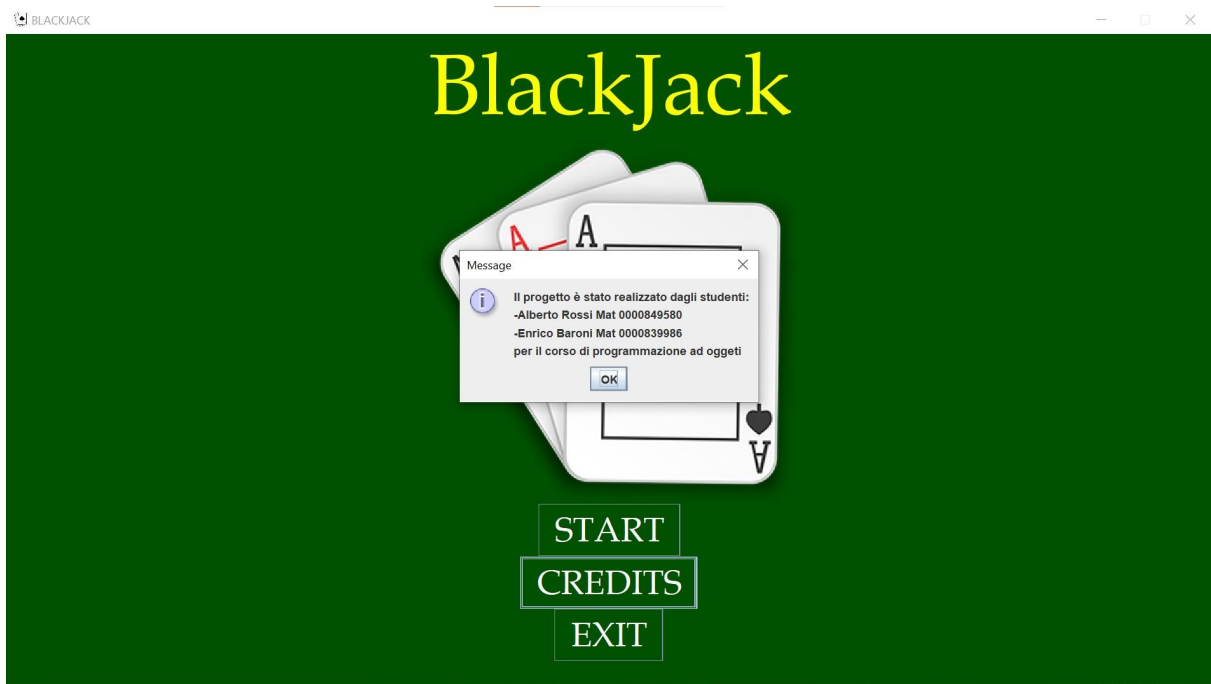 BLACKJACK
BlackJack
A
A
Message
Il progetto è stato realizzato dagli studenti:
-Alberto Rossi Mat 0000849580
-Enrico Baroni Mat 0000839986
per il corso di programmazione ad oggeti
OK
A
START
CREDITS
EXIT